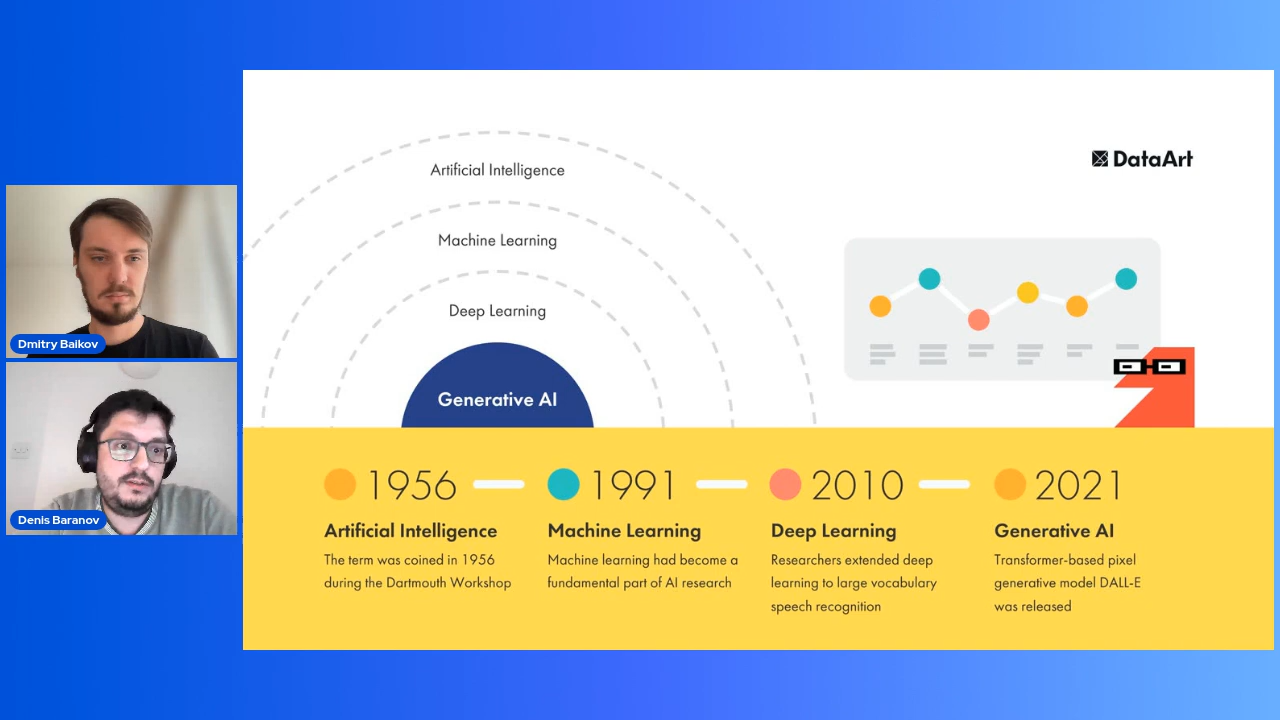 Dmitry Baikov
Denis Baranov
DataArt
Artificial Intelligence
Machine Learning
Deep Learning
Generative AI
1956
Artificial Intelligence
The term was coined in 1956
during the Dartmouth Workshop
1991
Machine Learning
Machine learning had become a
fundamental part of AI research
2010
Deep Learning
Researchers extended deep
learning to large vocabulary
speech recognition
2021
Generative AI
Transformer-based pixel
generative model DALL-E
was released